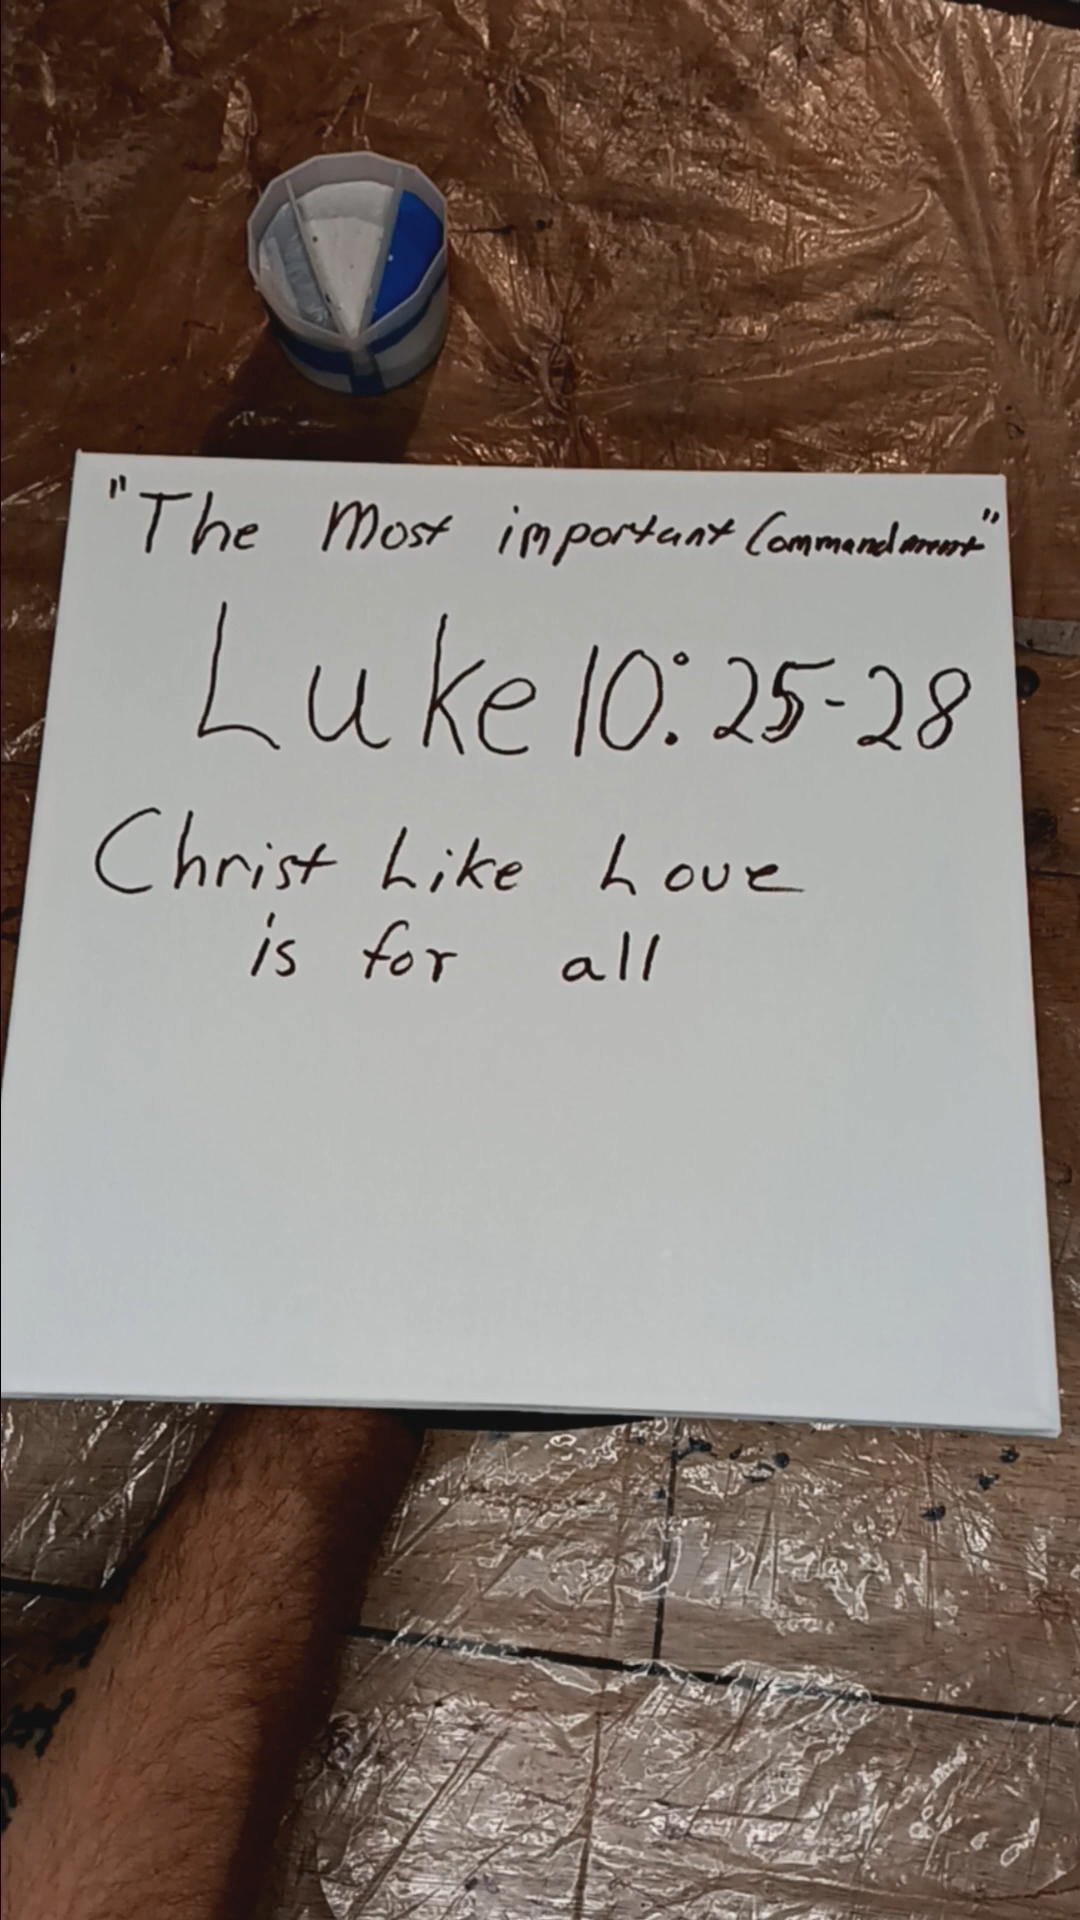 "The Most important Commandment"
Luke 10:25-28
Christ Like Love
is for all